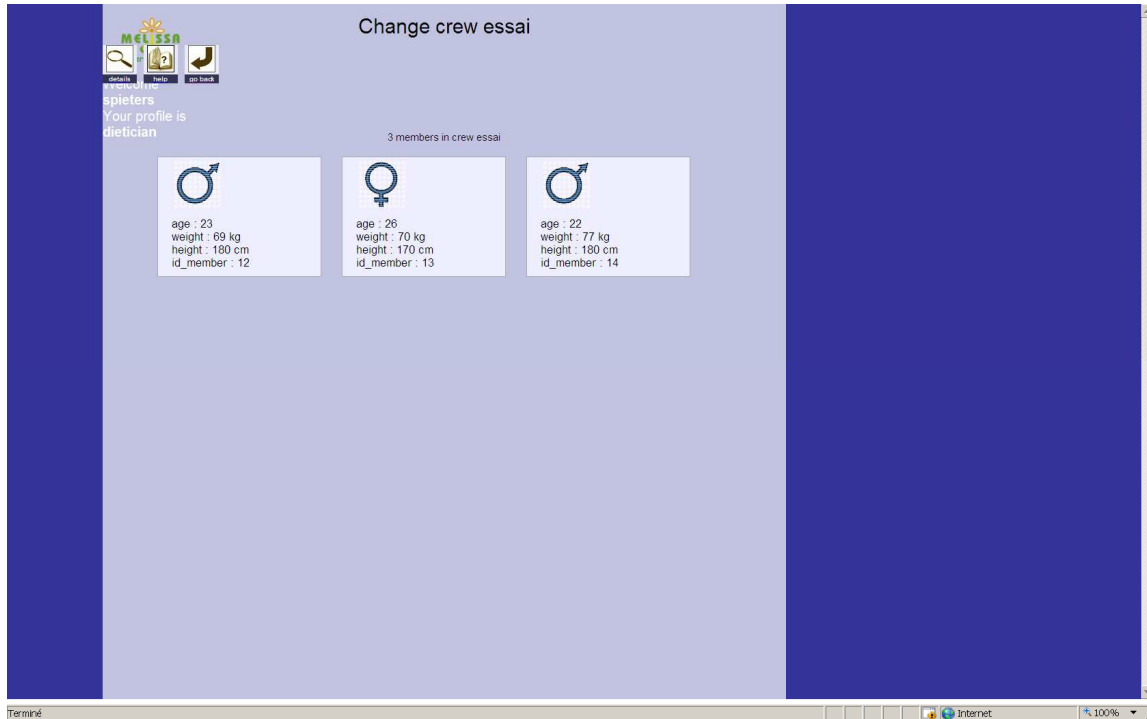 Change crew essai
MELISSA
details
help
go back
Welcome
spieters
Your profile is
dietician
3 members in crew essai
age : 23
weight : 69 kg
height : 180 cm
id_member : 12
age : 26
weight : 70 kg
height : 170 cm
id_member : 13
age : 22
weight : 77 kg
height : 180 cm
id_member : 14
Terminé
Internet
100%